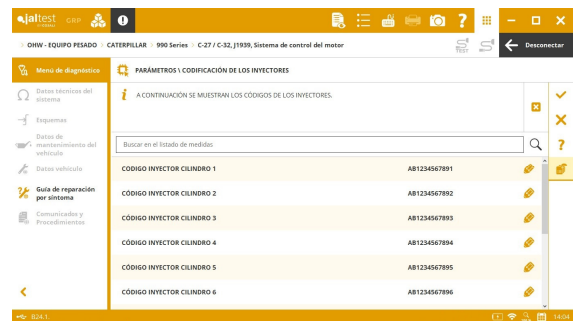 jaltest GRP
OHW - EQUIPO PESADO CATERPILLAR 990 Series C-27 / C-32, J1939, Sistema de control del motor
TEST
Desconectar
Menú de diagnóstico
PARÁMETROS \ CODIFICACIÓN DE LOS INYECTORES
Datos técnicos del sistema
Esquemas
Datos de mantenimiento del vehículo
Datos vehículo
Guía de reparación por síntoma
Comunicados y Procedimientos
A CONTINUACIÓN SE MUESTRAN LOS CÓDIGOS DE LOS INYECTORES.
Buscar en el listado de medidas
CÓDIGO INYECTOR CILINDRO 1 AB1234567891
CÓDIGO INYECTOR CILINDRO 2 AB1234567892
CÓDIGO INYECTOR CILINDRO 3 AB1234567893
CÓDIGO INYECTOR CILINDRO 4 AB1234567894
CÓDIGO INYECTOR CILINDRO 5 AB1234567895
CÓDIGO INYECTOR CILINDRO 6 AB1234567896
B24.1.
14:04